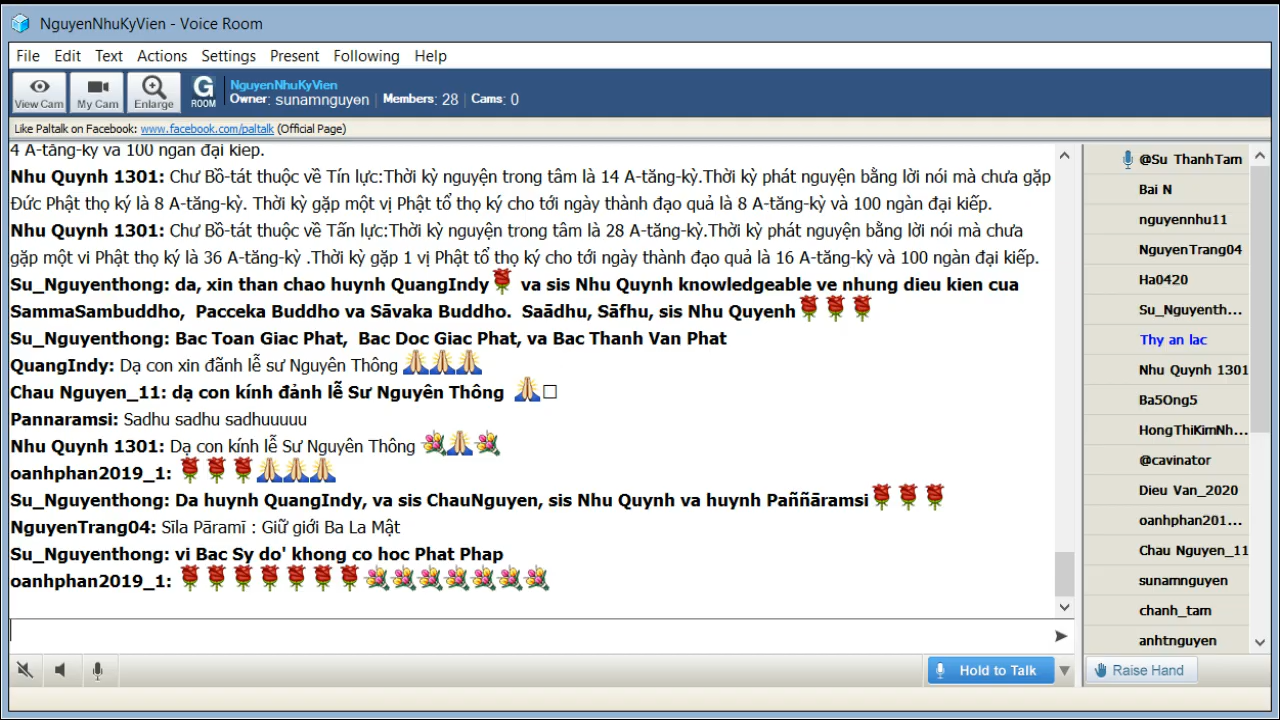 NguyenNhuKyVien - Voice Room
File Edit Text Actions Settings Present Following Help
View Cam My Cam Enlarge G ROOM
NguyenNhuKyVien
Owner: sunamnguyen | Members: 28 | Cams: 0
Like Paltalk on Facebook: www.facebook.com/paltalk (Official Page)
4 A-tăng-kỳ và 100 ngàn đại kiếp.
Nhu Quynh 1301: Chư Bồ-tát thuộc về Tín lực:Thời kỳ nguyện trong tâm là 14 A-tăng-kỳ.Thời kỳ phát nguyện bằng lời nói mà chưa gặp
Đức Phật thọ ký là 8 A-tăng-kỳ. Thời kỳ gặp một vị Phật tổ thọ ký cho tới ngày thành đạo quả là 8 A-tăng-kỳ và 100 ngàn đại kiếp.
Nhu Quynh 1301: Chư Bồ-tát thuộc về Tấn lực:Thời kỳ nguyện trong tâm là 28 A-tăng-kỳ.Thời kỳ phát nguyện bằng lời nói mà chưa
gặp một vi Phật thọ ký là 36 A-tăng-kỳ .Thời kỳ gặp 1 vị Phật tổ thọ ký cho tới ngày thành đạo quả là 16 A-tăng-kỳ và 100 ngàn đại kiếp.
Su_Nguyenthong: da, xin than chao huynh QuangIndy🌹 va sis Nhu Quynh knowledgeable ve nhung dieu kien cua
SammaSambuddho, Pacceka Buddho va Sāvaka Buddho. Saādhu, Sāfhu, sis Nhu Quyenh🌹🌹🌹
Su_Nguyenthong: Bac Toan Giac Phat, Bac Doc Giac Phat, va Bac Thanh Van Phat
QuangIndy: Dạ con xin đãnh lễ sư Nguyên Thông 🙏🙏🙏
Chau Nguyen_11: dạ con kính đảnh lễ Sư Nguyên Thông 🙏□
Pannaramsi: Sadhu sadhu sadhuuuuu
Nhu Quynh 1301: Dạ con kính lễ Sư Nguyên Thông 💐🙏💐
oanhphan2019_1: 🌹🌹🌹🙏🙏🙏
Su_Nguyenthong: Da huynh QuangIndy, va sis ChauNguyen, sis Nhu Quynh va huynh Paññāramsi🌹🌹🌹
NguyenTrang04: Sīla Pāramī : Giữ giới Ba La Mật
Su_Nguyenthong: vi Bac Sy do' khong co hoc Phat Phap
oanhphan2019_1: 🌹🌹🌹🌹🌹🌹🌹💐💐💐💐💐💐💐
Hold to Talk
@Su ThanhTam
Bai N
nguyennhu11
NguyenTrang04
Ha0420
Su_Nguyenth...
Thy an lac
Nhu Quynh 1301
Ba5Ong5
HongThiKimNh...
@cavinator
Dieu Van_2020
oanhphan201...
Chau Nguyen_11
sunamnguyen
chanh_tam
anhtnguyen
Raise Hand